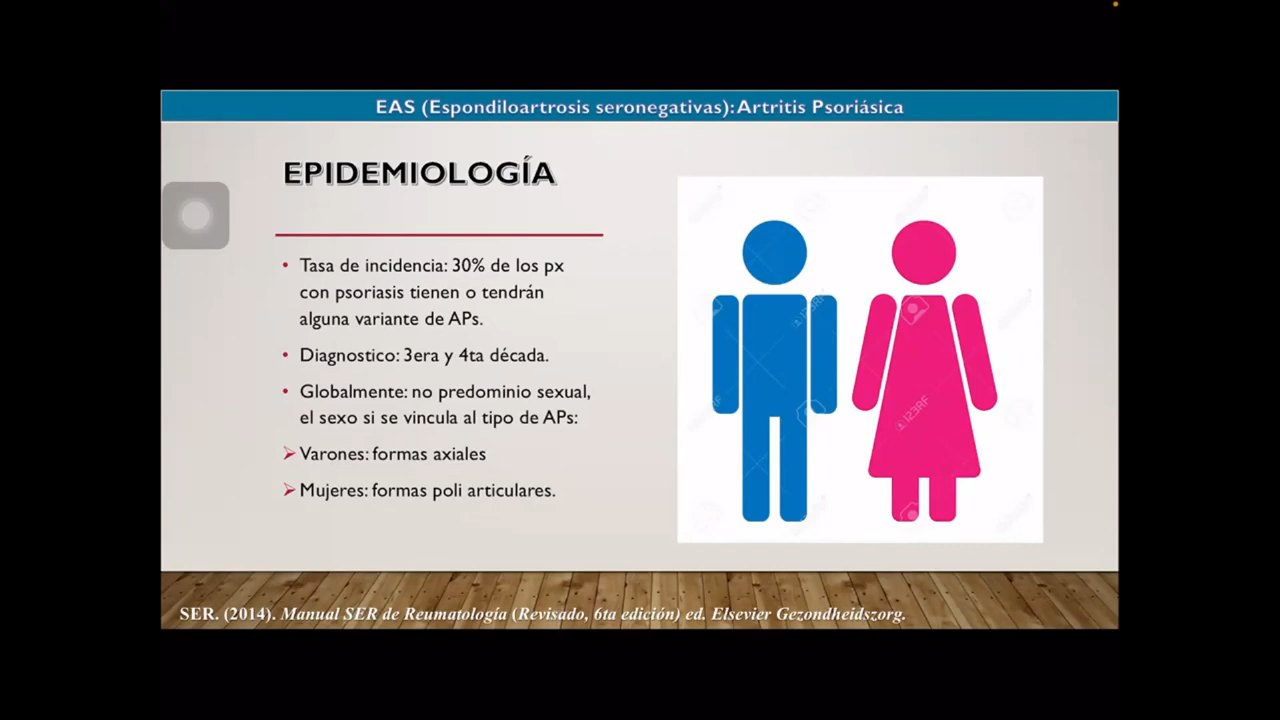 EAS (Espondiloartrosis seronegativas): Artritis Psoriásica
EPIDEMIOLOGÍA
• Tasa de incidencia: 30% de los px
con psoriasis tienen o tendrán
alguna variante de APs.
• Diagnostico: 3era y 4ta década.
• Globalmente: no predominio sexual,
el sexo si se vincula al tipo de APs:
➢ Varones: formas axiales
➢ Mujeres: formas poli articulares.
123RF
123RF
SER. (2014). Manual SER de Reumatología (Revisado, 6ta edición) ed. Elsevier Gezondheidszorg.